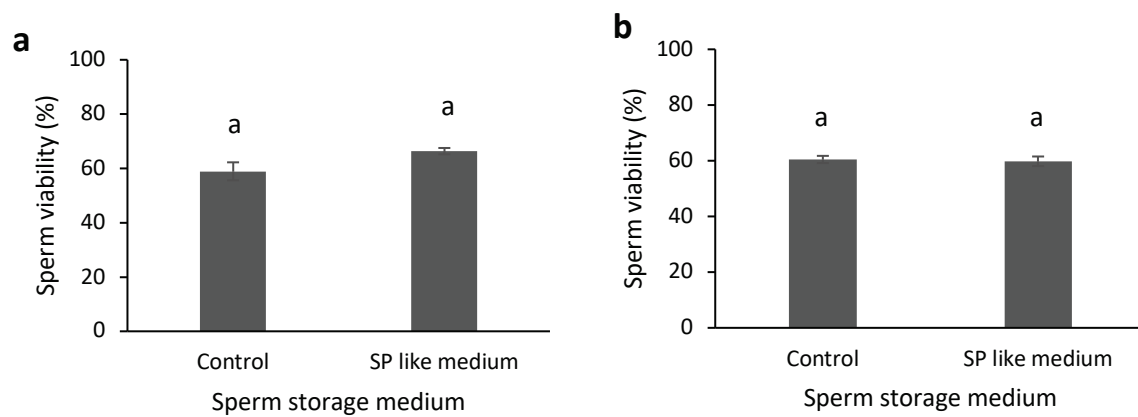 a
100
80
60
40
20
0
Sperm viability (%)
a
a
Control
SP like medium
Sperm storage medium
b
100
80
60
40
20
0
Sperm viability (%)
a
a
Control
SP like medium
Sperm storage medium